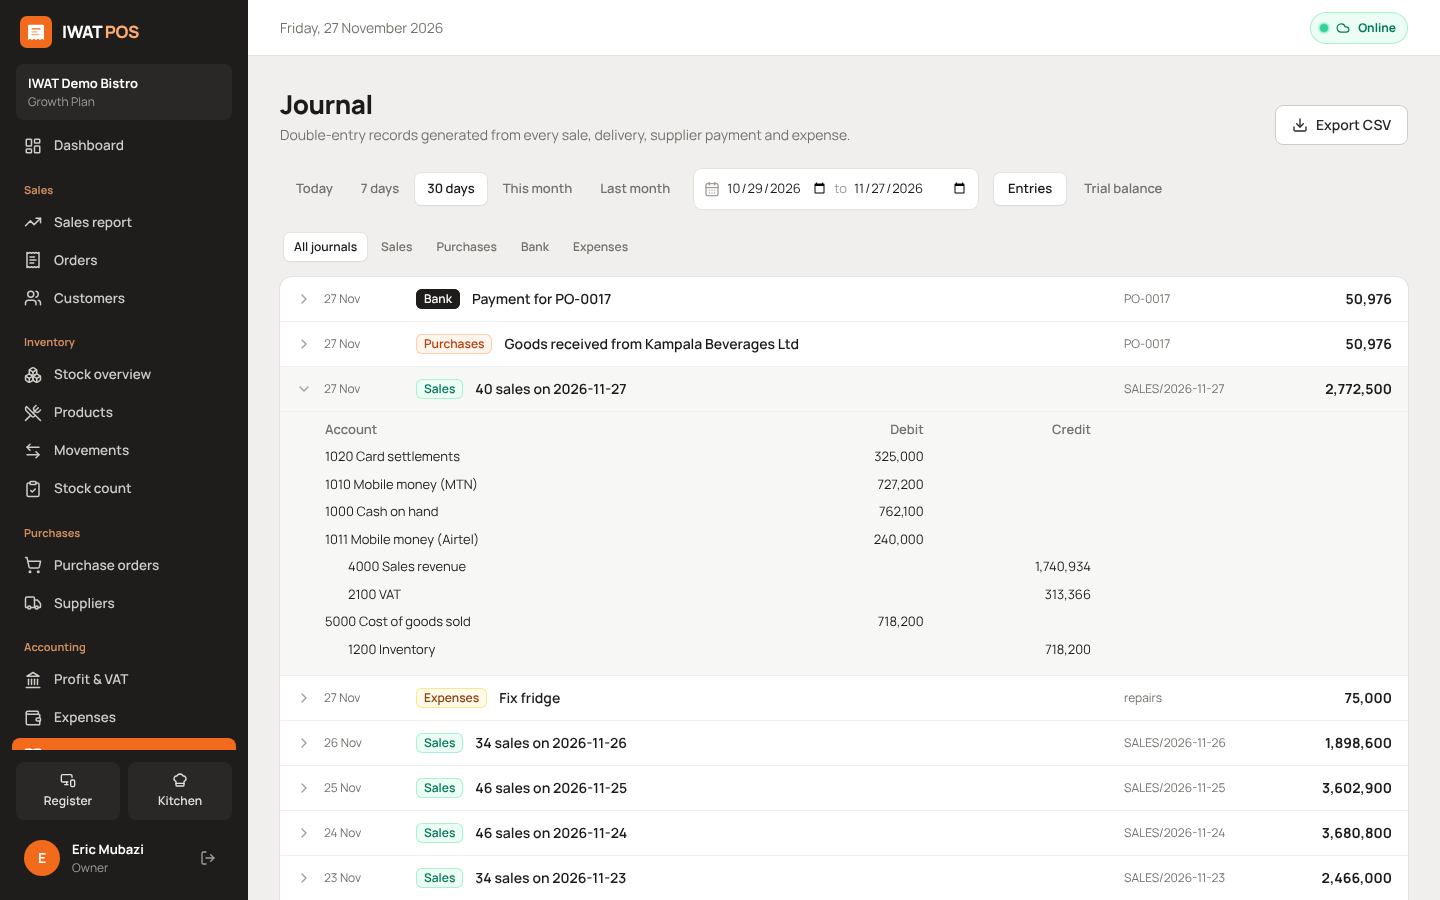 IWAT POS
IWAT Demo Bistro
Growth Plan
Dashboard
Sales
Sales report
Orders
Customers
Inventory
Stock overview
Products
Movements
Stock count
Purchases
Purchase orders
Suppliers
Accounting
Profit & VAT
Expenses
Register
Kitchen
E
Eric Mubazi
Owner
Friday, 27 November 2026
Online
Journal
Double-entry records generated from every sale, delivery, supplier payment and expense.
Export CSV
Today 7 days 30 days This month Last month 10/29/2026 to 11/27/2026 Entries Trial balance
All journals Sales Purchases Bank Expenses
27 Nov Bank Payment for PO-0017 PO-0017 50,976
27 Nov Purchases Goods received from Kampala Beverages Ltd PO-0017 50,976
27 Nov Sales 40 sales on 2026-11-27 SALES/2026-11-27 2,772,500
Account Debit Credit
1020 Card settlements 325,000
1010 Mobile money (MTN) 727,200
1000 Cash on hand 762,100
1011 Mobile money (Airtel) 240,000
4000 Sales revenue 1,740,934
2100 VAT 313,366
5000 Cost of goods sold 718,200
1200 Inventory 718,200
27 Nov Expenses Fix fridge repairs 75,000
26 Nov Sales 34 sales on 2026-11-26 SALES/2026-11-26 1,898,600
25 Nov Sales 46 sales on 2026-11-25 SALES/2026-11-25 3,602,900
24 Nov Sales 46 sales on 2026-11-24 SALES/2026-11-24 3,680,800
23 Nov Sales 34 sales on 2026-11-23 SALES/2026-11-23 2,466,000